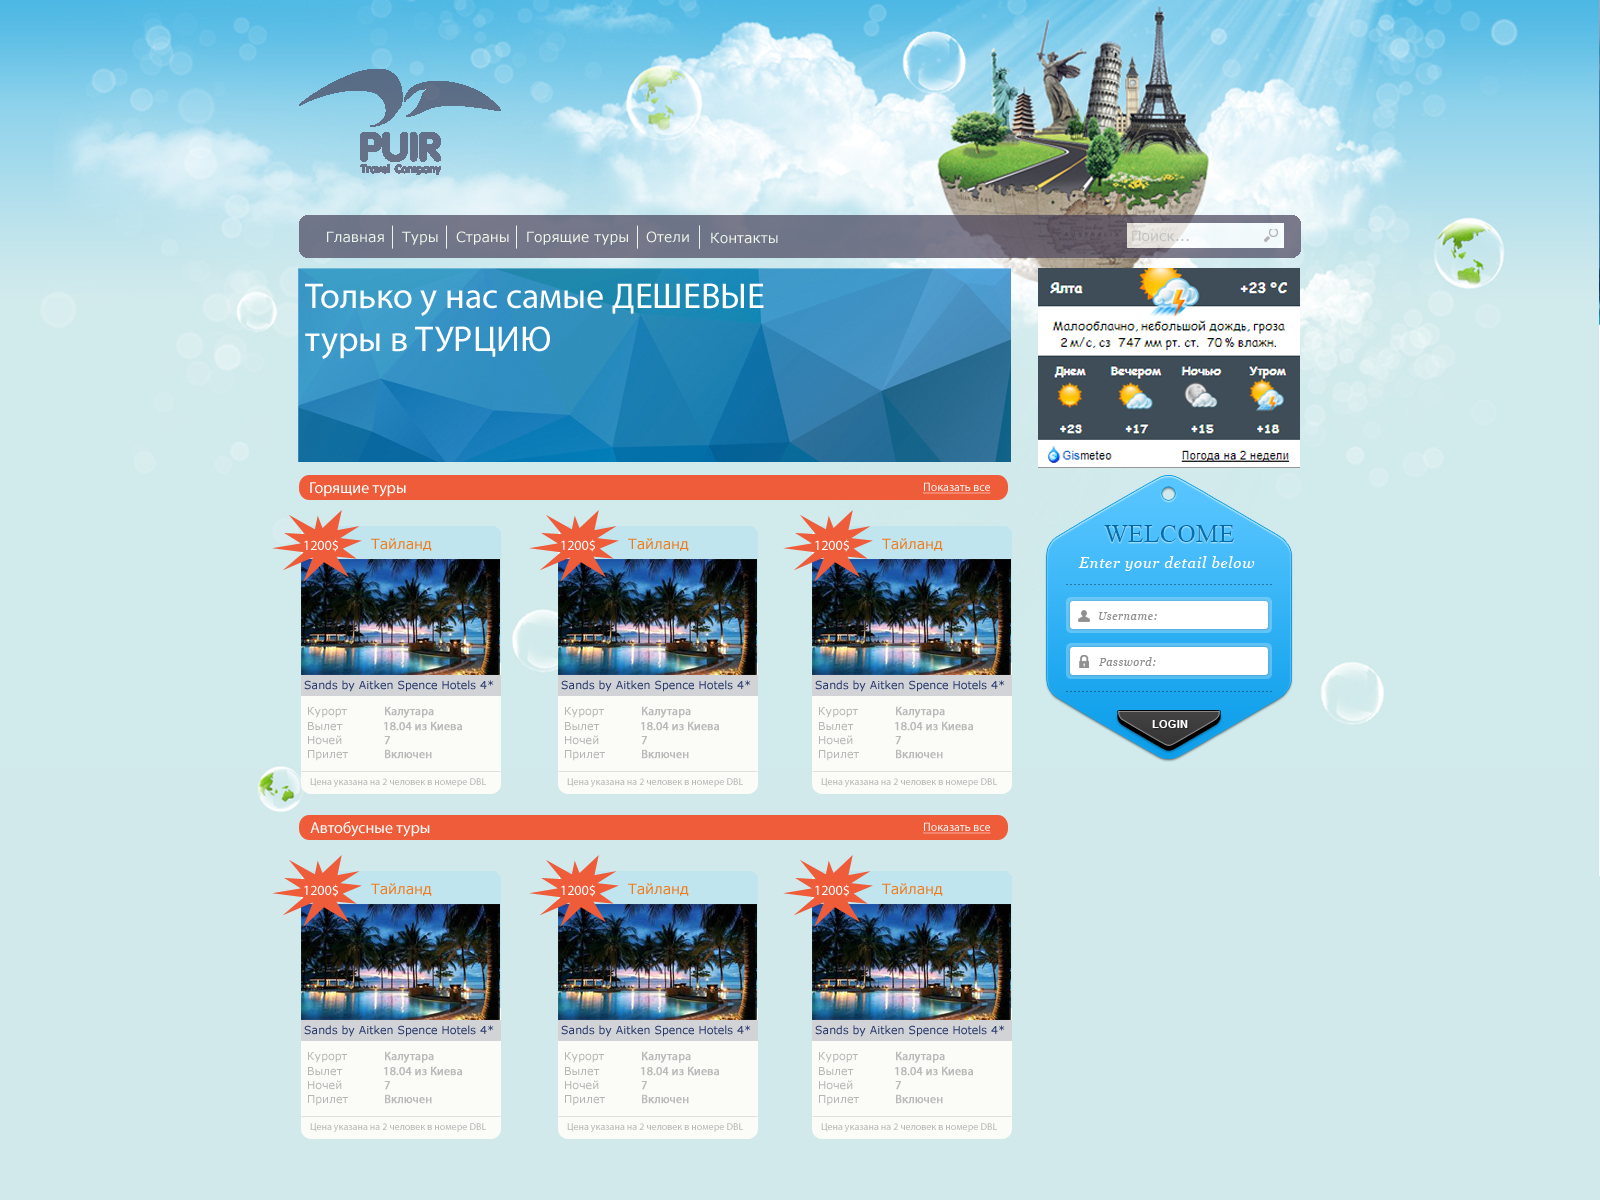 PUIR
Travel Company
Главная Туры Страны Горящие туры Отели Контакты
Поиск...
Только у нас самые ДЕШЕВЫЕ
туры в ТУРЦИЮ
Ялта +23 °C
Малооблачно, небольшой дождь, гроза
2 м/с, сз 747 мм рт. ст. 70 % влажн.
Днем Вечером Ночью Утром
+23 +17 +15 +18
Gismeteo Погода на 2 недели
Горящие туры Показать все
WELCOME
Enter your detail below
Username:
Password:
LOGIN
1200$ Тайланд
Sands by Aitken Spence Hotels 4*
Курорт Калутара
Вылет 18.04 из Киева
Ночей 7
Прилет Включен
Цена указана на 2 человек в номере DBL
1200$ Тайланд
Sands by Aitken Spence Hotels 4*
Курорт Калутара
Вылет 18.04 из Киева
Ночей 7
Прилет Включен
Цена указана на 2 человек в номере DBL
1200$ Тайланд
Sands by Aitken Spence Hotels 4*
Курорт Калутара
Вылет 18.04 из Киева
Ночей 7
Прилет Включен
Цена указана на 2 человек в номере DBL
Автобусные туры Показать все
1200$ Тайланд
Sands by Aitken Spence Hotels 4*
Курорт Калутара
Вылет 18.04 из Киева
Ночей 7
Прилет Включен
Цена указана на 2 человек в номере DBL
1200$ Тайланд
Sands by Aitken Spence Hotels 4*
Курорт Калутара
Вылет 18.04 из Киева
Ночей 7
Прилет Включен
Цена указана на 2 человек в номере DBL
1200$ Тайланд
Sands by Aitken Spence Hotels 4*
Курорт Калутара
Вылет 18.04 из Киева
Ночей 7
Прилет Включен
Цена указана на 2 человек в номере DBL